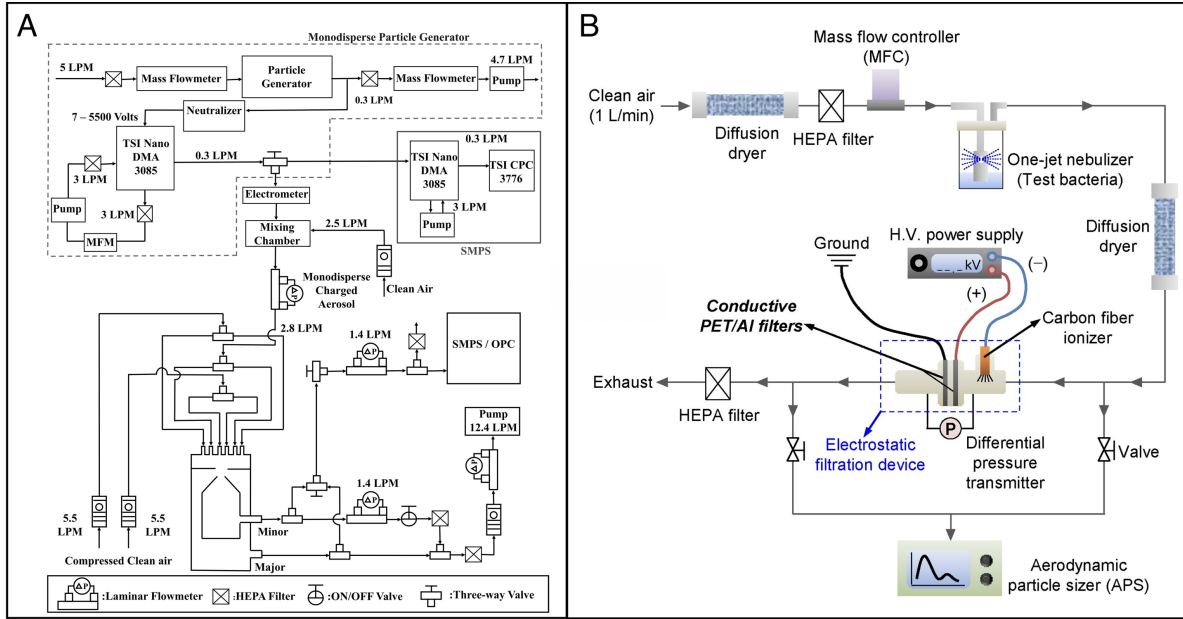 A
Monodisperse Particle Generator
5 LPM
Mass Flowmeter
Particle
Generator
0.3 LPM
Mass Flowmeter
4.7 LPM
Pump
Neutralizer
7 – 5500 Volts
TSI Nano
DMA
3085
0.3 LPM
3 LPM
Pump
3 LPM
MFM
Electrometer
Mixing
Chamber
2.5 LPM
Clean Air
TSI Nano
DMA
3085
0.3 LPM
TSI CPC
3776
3 LPM
Pump
SMPS
Monodisperse
Charged
Aerosol
ΔP
2.8 LPM
1.4 LPM
ΔP
SMPS / OPC
Pump
12.4 LPM
ΔP
1.4 LPM
ΔP
Minor
Major
5.5
LPM
5.5
LPM
Compressed Clean air
ΔP
:Laminar Flowmeter
:HEPA Filter
:ON/OFF Valve
:Three-way Valve
B
Mass flow controller
(MFC)
Clean air
(1 L/min)
Diffusion
dryer
HEPA filter
One-jet nebulizer
(Test bacteria)
Diffusion
dryer
H.V. power supply
kV
(–)
(+)
Ground
Conductive
PET/Al filters
Carbon fiber
ionizer
Exhaust
HEPA filter
P
Electrostatic
filtration device
Differential
pressure
transmitter
Valve
Aerodynamic
particle sizer (APS)